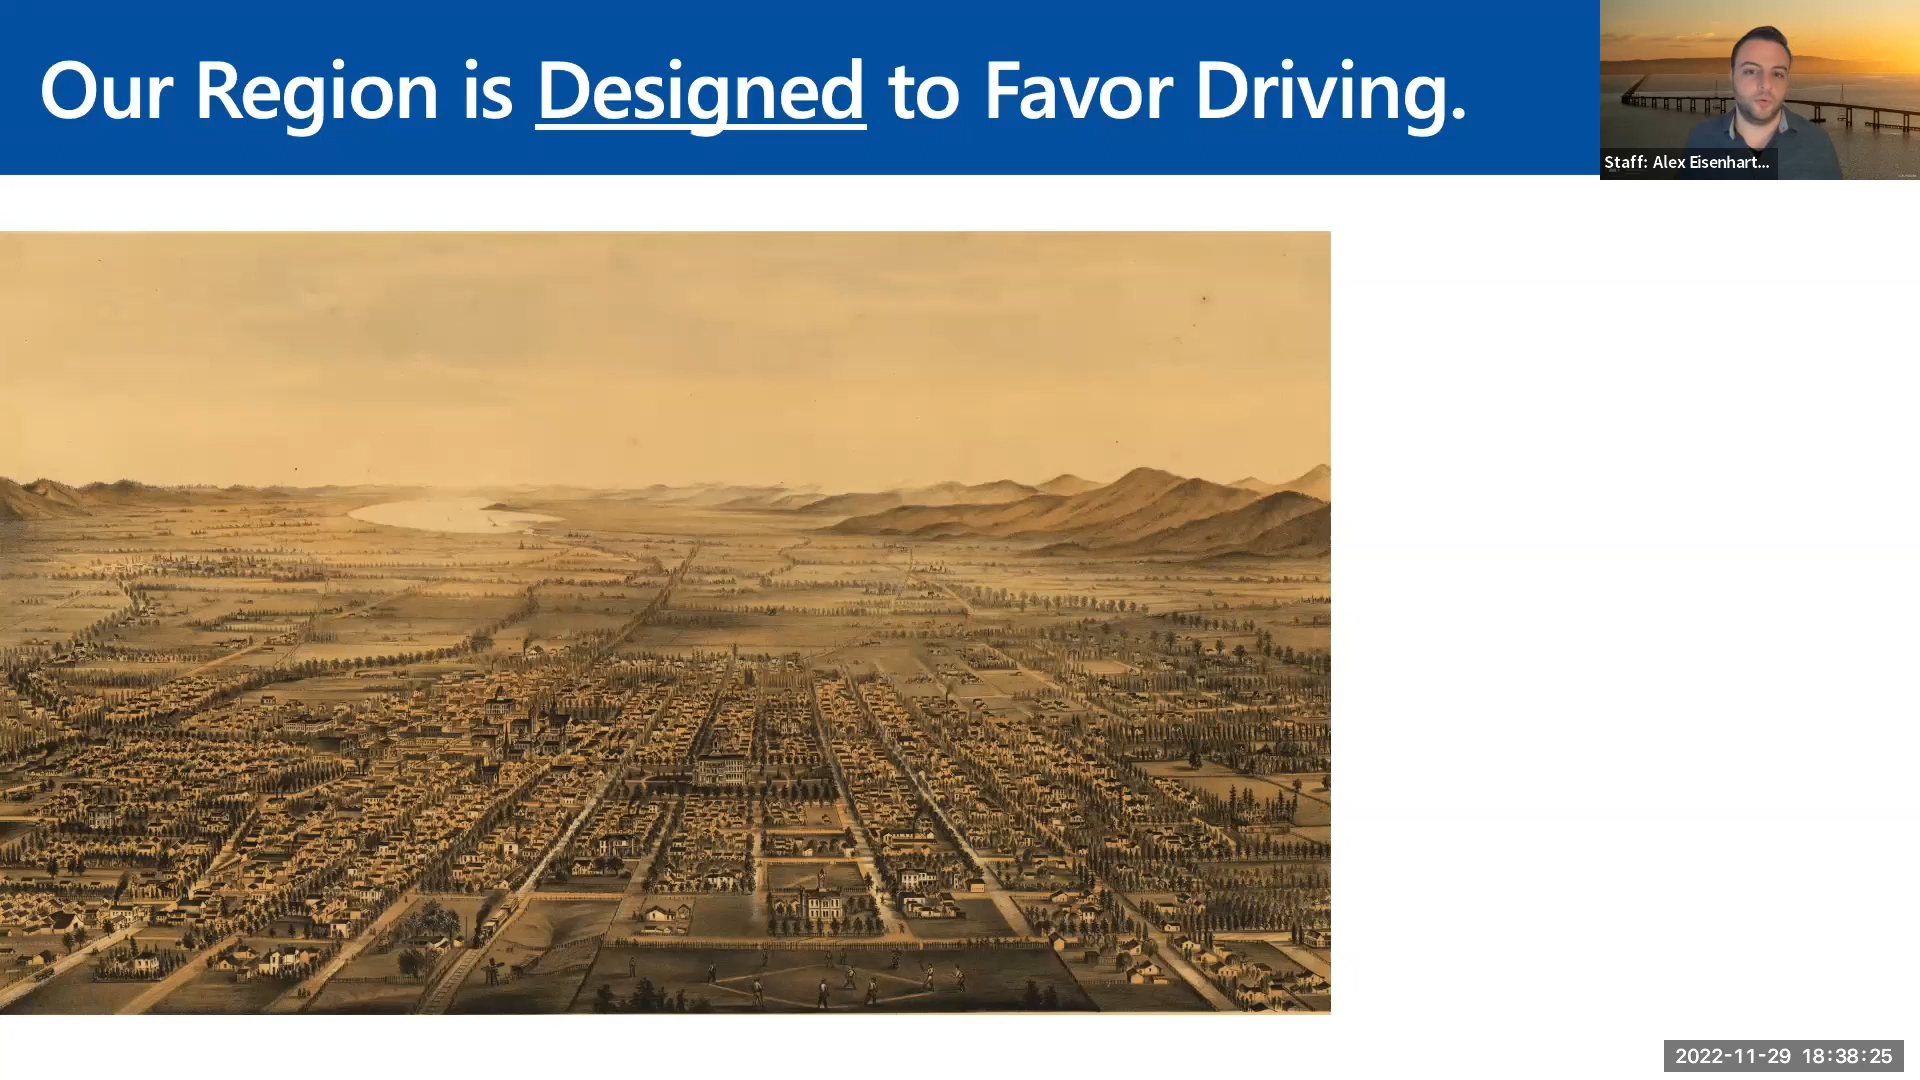 Our Region is Designed to Favor Driving.
Staff: Alex Eisenhart...
2022-11-29 18:38:25